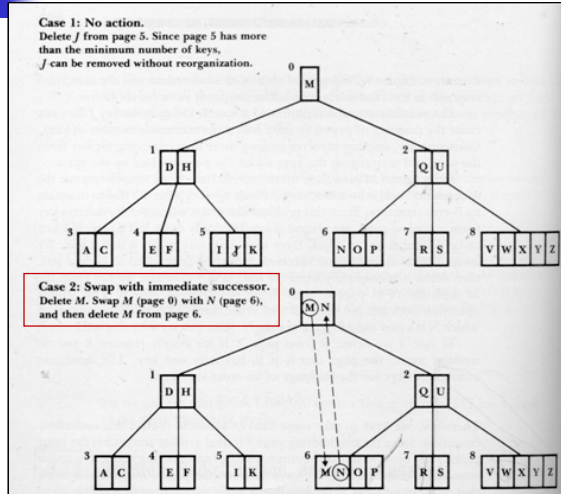 Case 1: No action.
Delete J from page 5. Since page 5 has more
than the minimum number of keys,
J can be removed without reorganization.
0
M
1
2
D H
Q U
3
4
5
6
7
8
A C
E F
I J K
N O P
R S
V W X Y Z
Case 2: Swap with immediate successor.
Delete M. Swap M (page 0) with N (page 6),
and then delete M from page 6.
0
M N
1
2
D H
Q U
3
4
5
6
7
8
A C
E F
I K
M N O P
R S
V W X Y Z